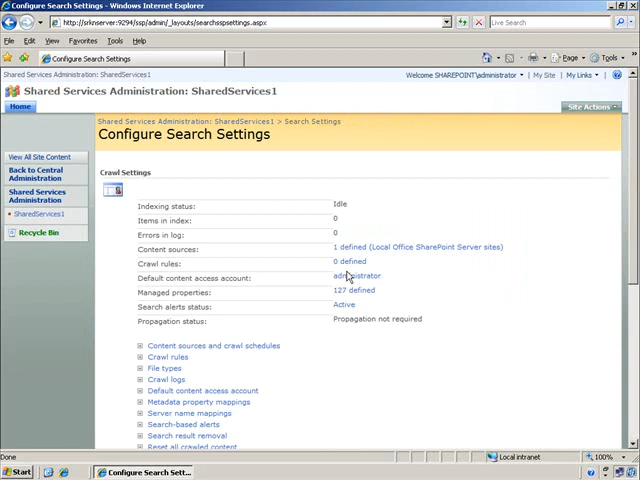 Configure Search Settings - Windows Internet Explorer
http://srknserver:9294/ssp/admin/_layouts/searchsspsettings.aspx
Live Search
File Edit View Favorites Tools Help
Configure Search Settings
Page
Tools
Shared Services Administration: SharedServices1
Welcome SHAREPOINT\administrator
My Site
My Links
Shared Services Administration: SharedServices1
Home
Site Actions
Shared Services Administration: SharedServices1 > Search Settings
Configure Search Settings
View All Site Content
Back to Central Administration
Shared Services Administration
SharedServices1
Recycle Bin
Crawl Settings
Indexing status: Idle
Items in index: 0
Errors in log: 0
Content sources: 1 defined (Local Office SharePoint Server sites)
Crawl rules: 0 defined
Default content access account: administrator
Managed properties: 127 defined
Search alerts status: Active
Propagation status: Propagation not required
Content sources and crawl schedules
Crawl rules
File types
Crawl logs
Default content access account
Metadata property mappings
Server name mappings
Search-based alerts
Search result removal
Reset all crawled content
Done
Local intranet
100%
Start
Configure Search Sett...